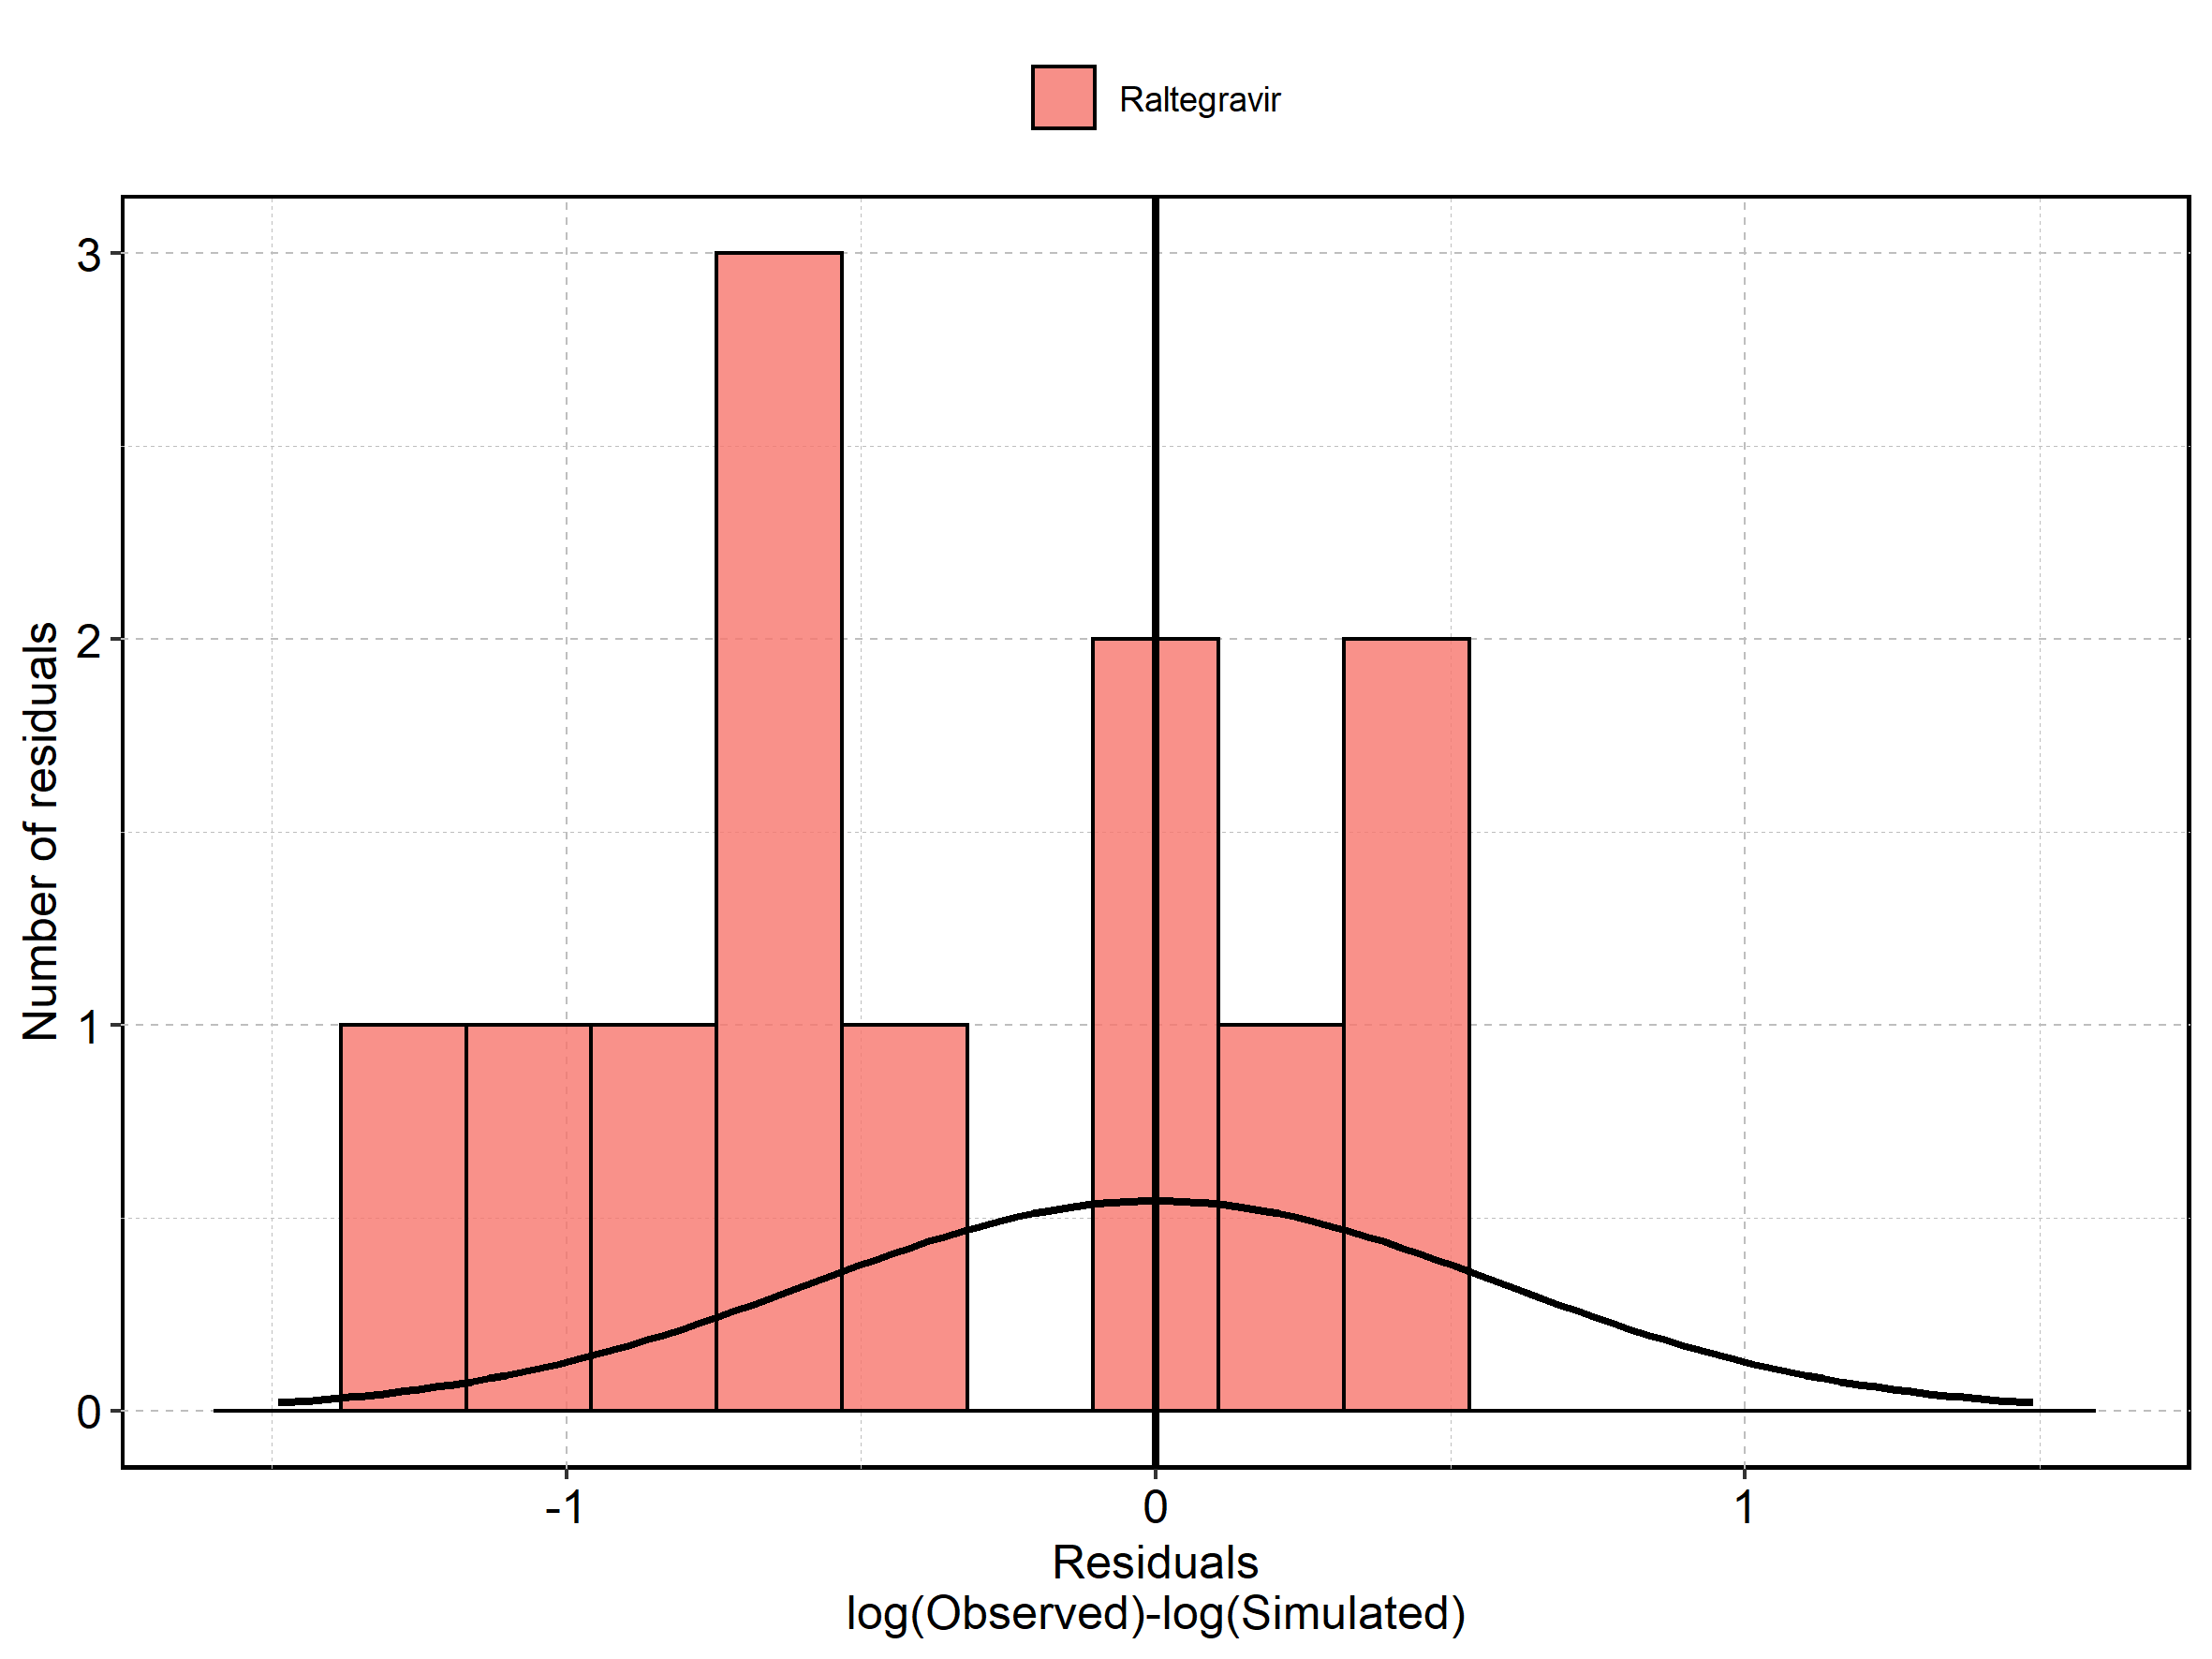 Raltegravir
3
2
1
0
Number of residuals
-1
0
1
Residuals
log(Observed)-log(Simulated)